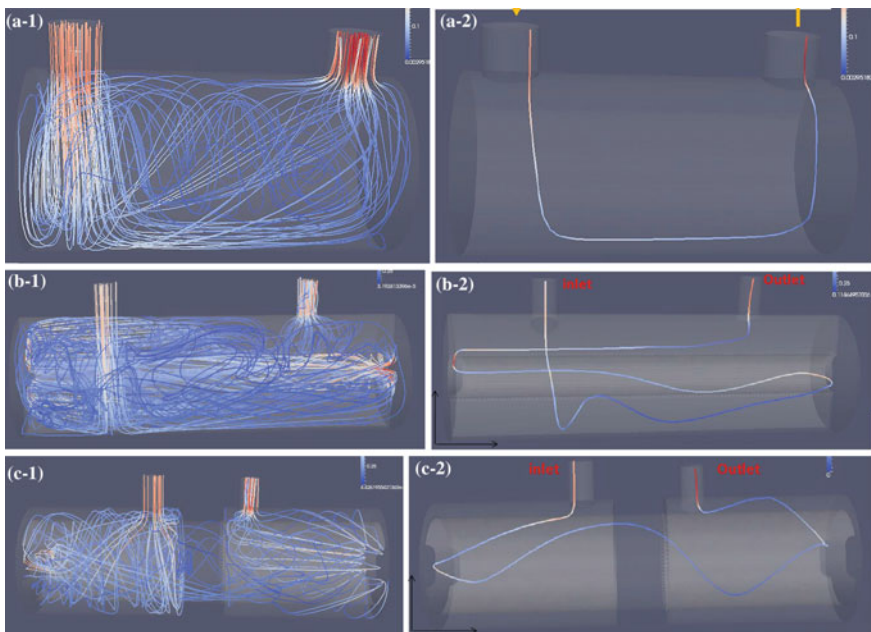 (a-1)
0.1
(a-2)
0.1
(b-1)
0.25
(b-2)
Inlet
Outlet
0.25
(c-1)
0.25
(c-2)
Inlet
Outlet